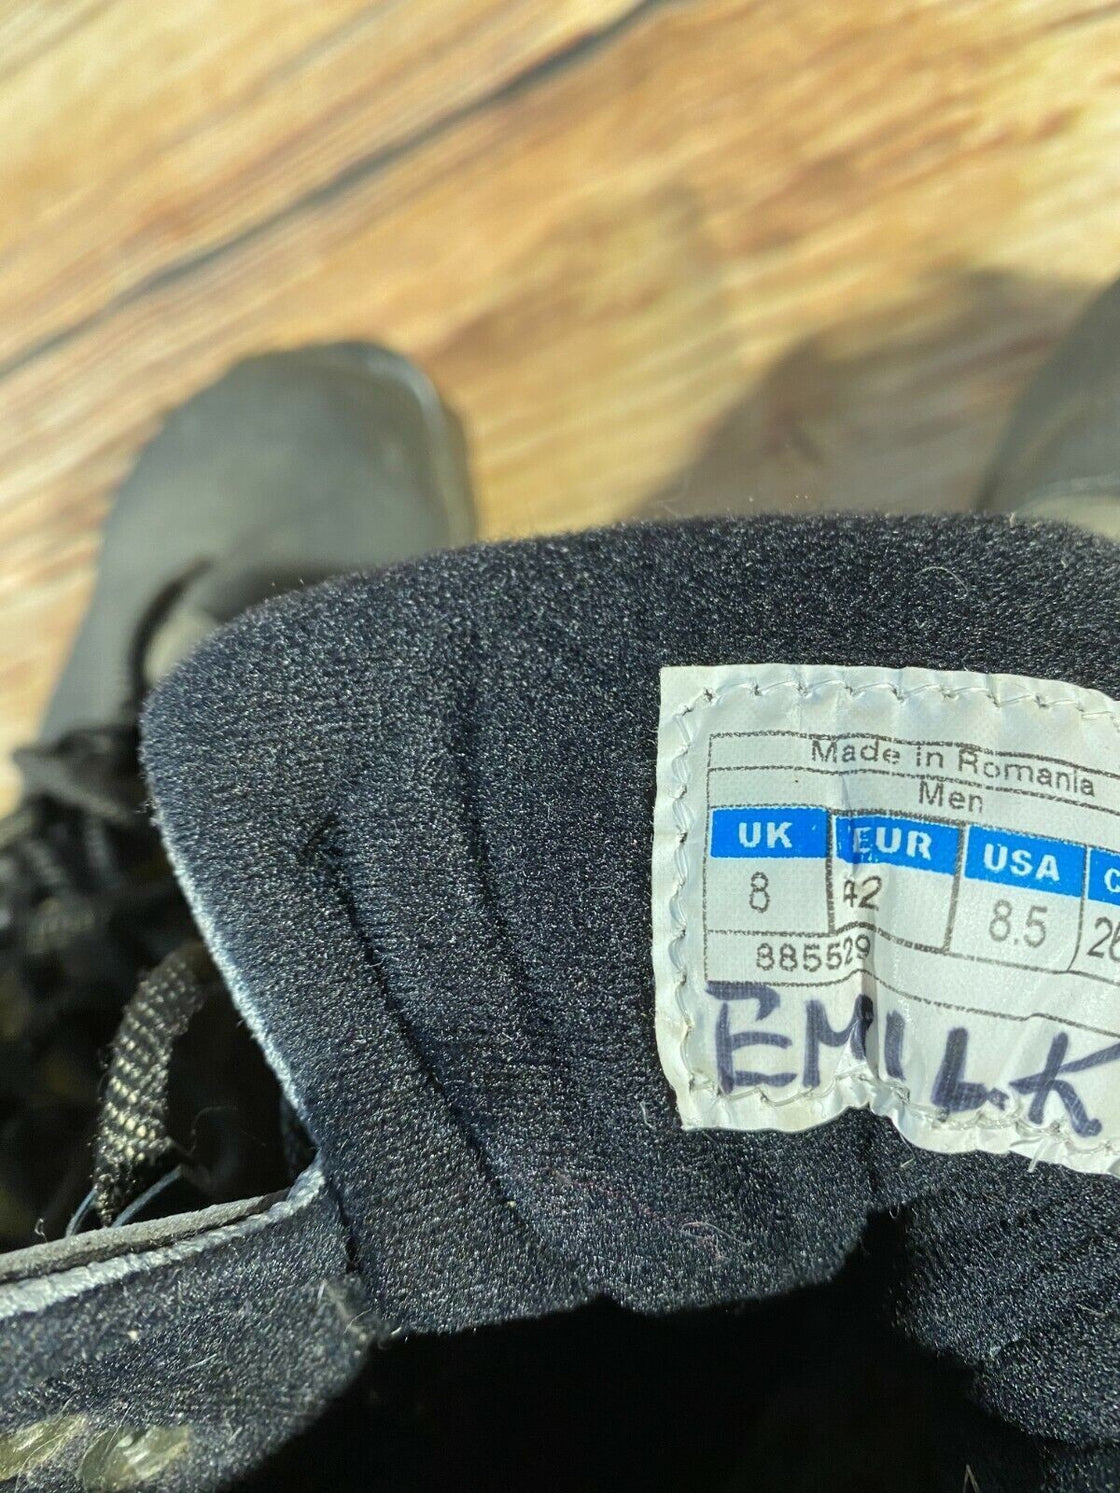 Made in Romania
Men
UK EUR USA
8 42 8.5
885529
EMIL.K